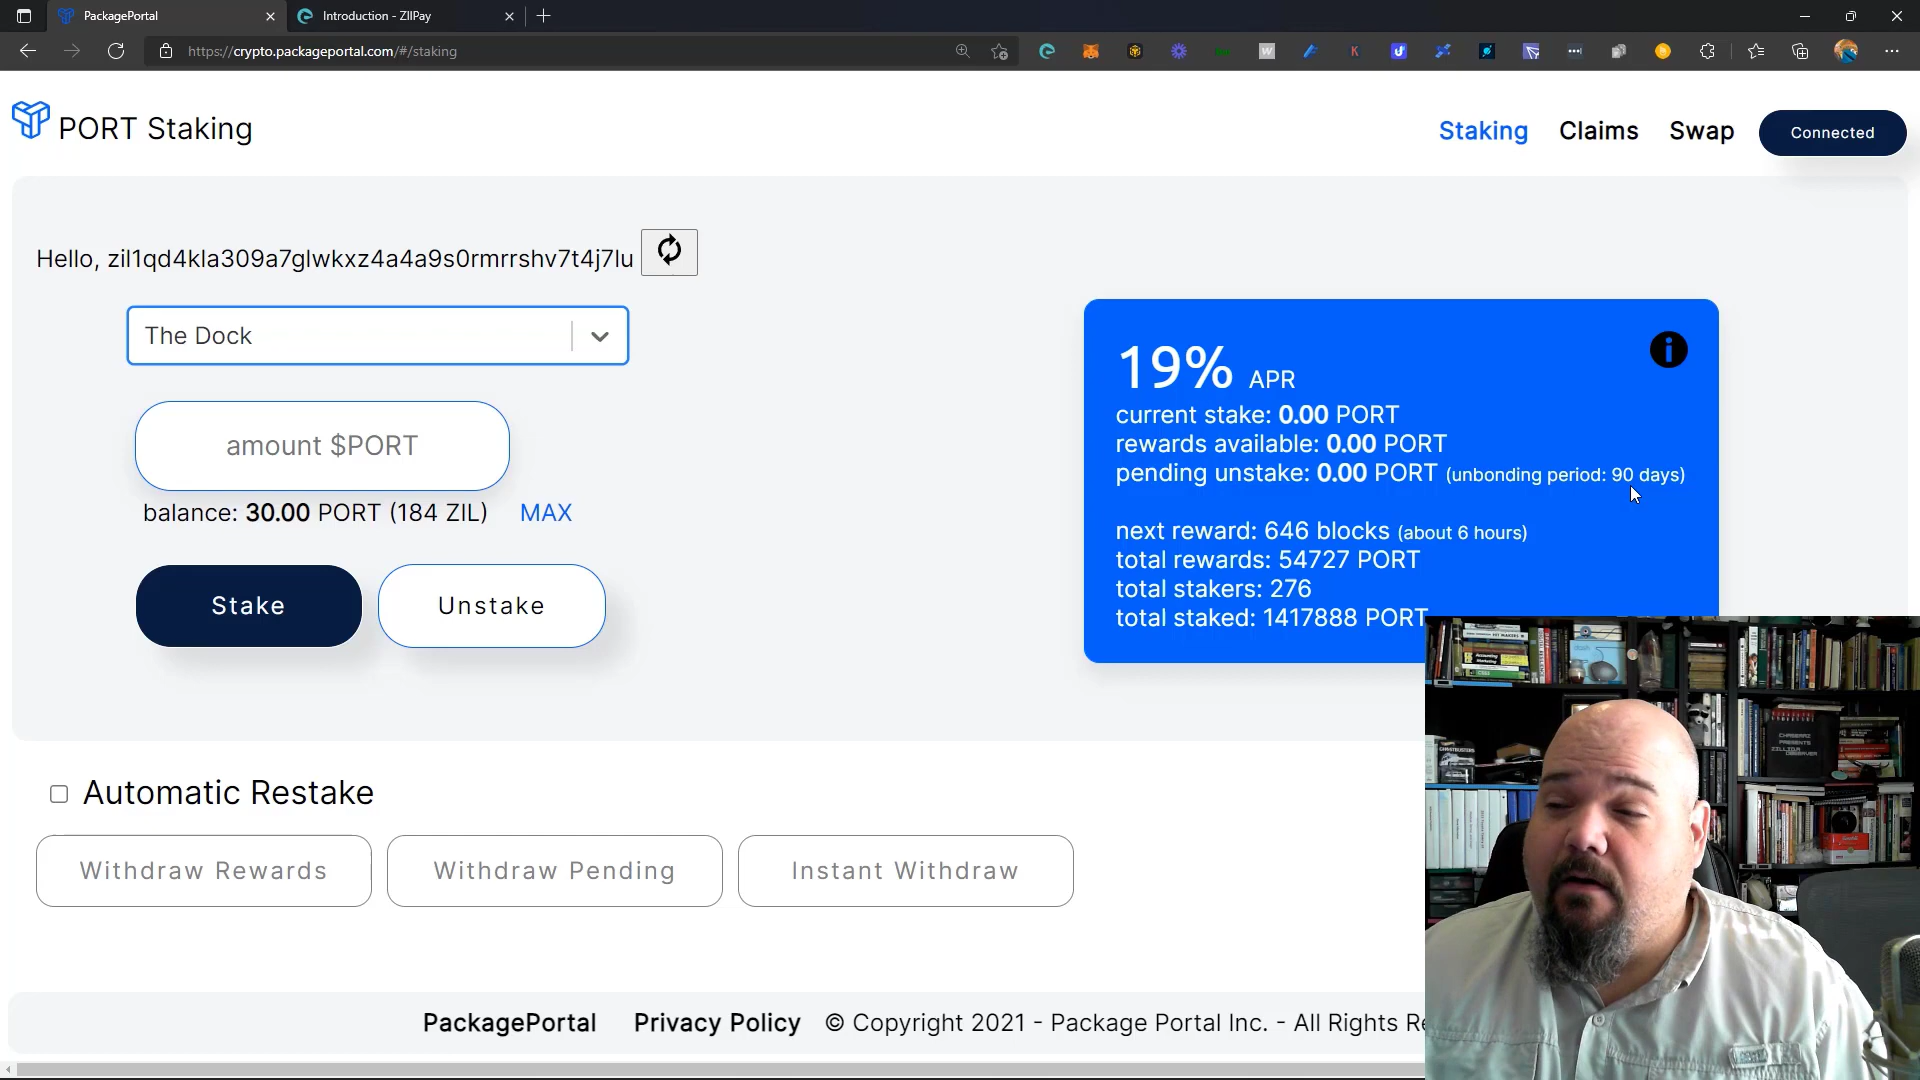 PackagePortal
Introduction - ZIlPay
https://crypto.packageportal.com/#/staking
PORT Staking
Staking
Claims
Swap
Connected
Hello, zil1qd4kla309a7glwkxz4a4a9s0rmrrshv7t4j7lu
The Dock
amount $PORT
balance: 30.00 PORT (184 ZIL) MAX
Stake
Unstake
19% APR
current stake: 0.00 PORT
rewards available: 0.00 PORT
pending unstake: 0.00 PORT (unbonding period: 90 days)
next reward: 646 blocks (about 6 hours)
total rewards: 54727 PORT
total stakers: 276
total staked: 1417888 PORT
Automatic Restake
Withdraw Rewards
Withdraw Pending
Instant Withdraw
PackagePortal
Privacy Policy
© Copyright 2021 - Package Portal Inc. - All Rights